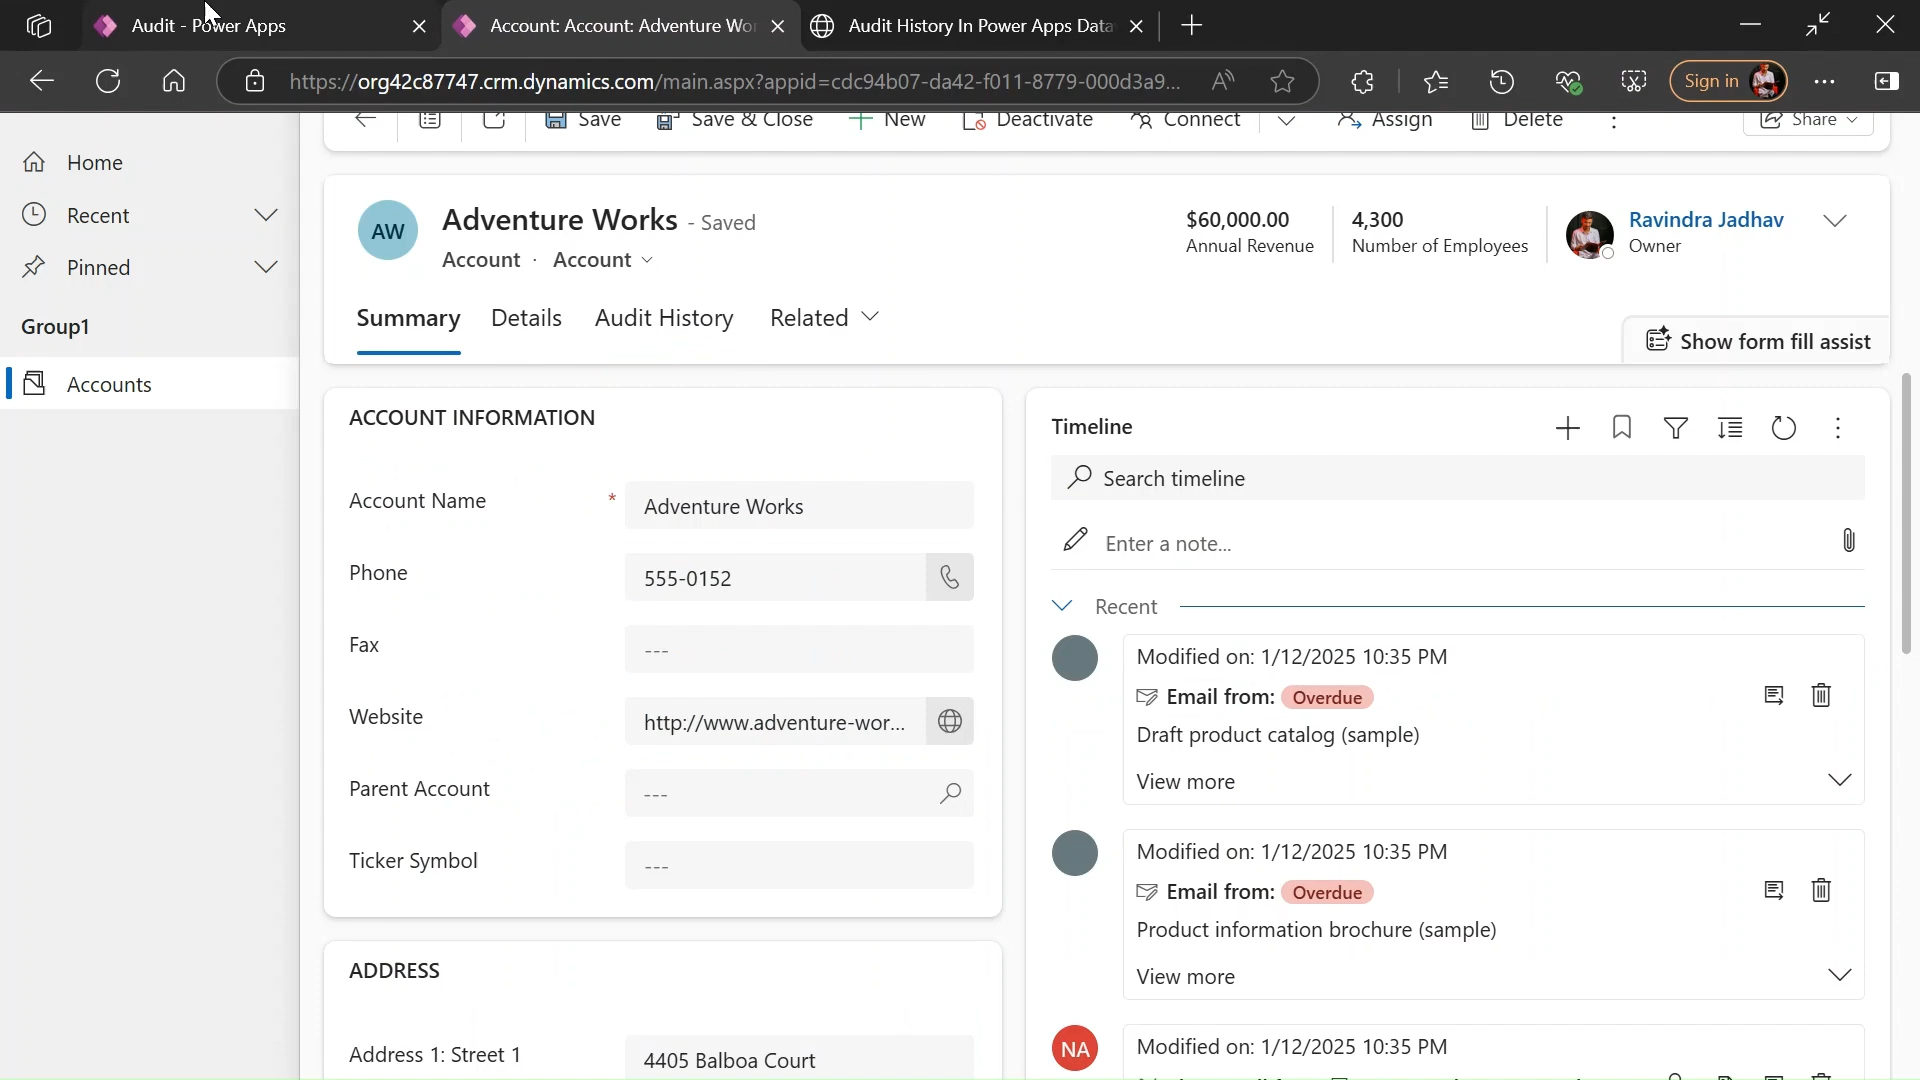 Audit - Power Apps
Account: Account: Adventure Wor
Audit History In Power Apps Data
https://org42c87747.crm.dynamics.com/main.aspx?appid=cdc94b07-da42-f011-8779-000d3a9...
Sign in
Save
Save & Close
New
Deactivate
Connect
Assign
Delete
Share
Home
Recent
Pinned
Group1
Accounts
AW
Adventure Works - Saved
Account · Account
$60,000.00
Annual Revenue
4,300
Number of Employees
Ravindra Jadhav
Owner
Summary
Details
Audit History
Related
Show form fill assist
ACCOUNT INFORMATION
Account Name * Adventure Works
Phone 555-0152
Fax ---
Website http://www.adventure-wor...
Parent Account ---
Ticker Symbol ---
ADDRESS
Address 1: Street 1 4405 Balboa Court
Timeline
Search timeline
Enter a note...
Recent
Modified on: 1/12/2025 10:35 PM
Email from: Overdue
Draft product catalog (sample)
View more
Modified on: 1/12/2025 10:35 PM
Email from: Overdue
Product information brochure (sample)
View more
NA
Modified on: 1/12/2025 10:35 PM